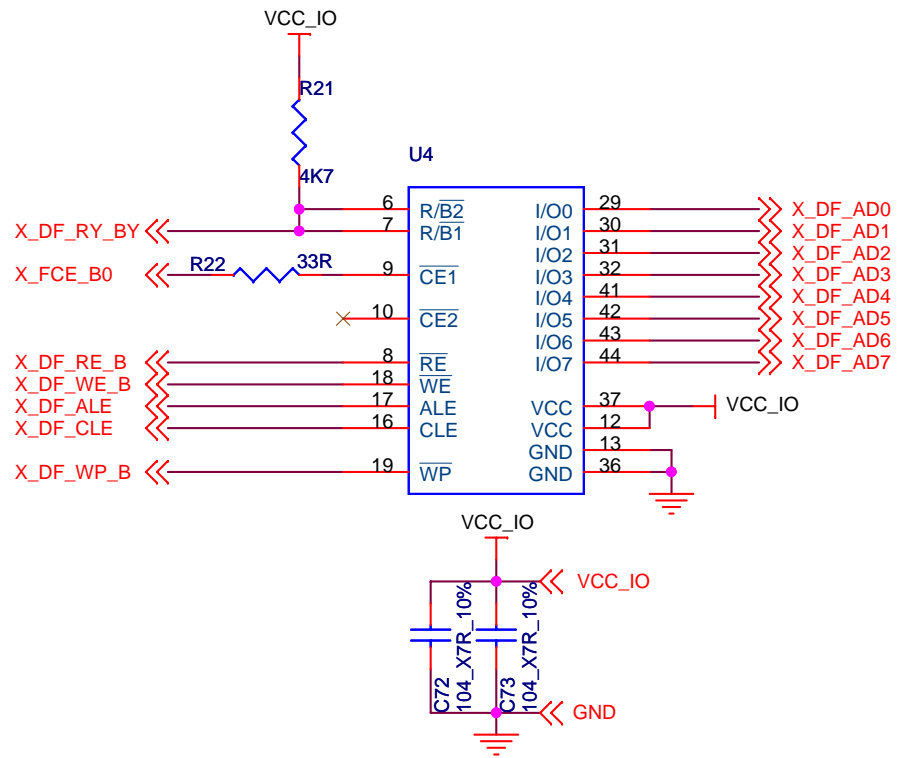 VCC_IO
R21
4K7
U4
6 R/B2 I/O0 29 X_DF_AD0
X_DF_RY_BY 7 R/B1 I/O1 30 X_DF_AD1
I/O2 31 X_DF_AD2
X_FCE_B0 R22 33R 9 CE1 I/O3 32 X_DF_AD3
I/O4 41 X_DF_AD4
10 CE2 I/O5 42 X_DF_AD5
I/O6 43 X_DF_AD6
X_DF_RE_B 8 RE I/O7 44 X_DF_AD7
X_DF_WE_B 18 WE
X_DF_ALE 17 ALE VCC 37 VCC_IO
X_DF_CLE 16 CLE VCC 12
GND 13
X_DF_WP_B 19 WP GND 36
VCC_IO
VCC_IO
C72
104_X7R_10%
C73
104_X7R_10%
GND